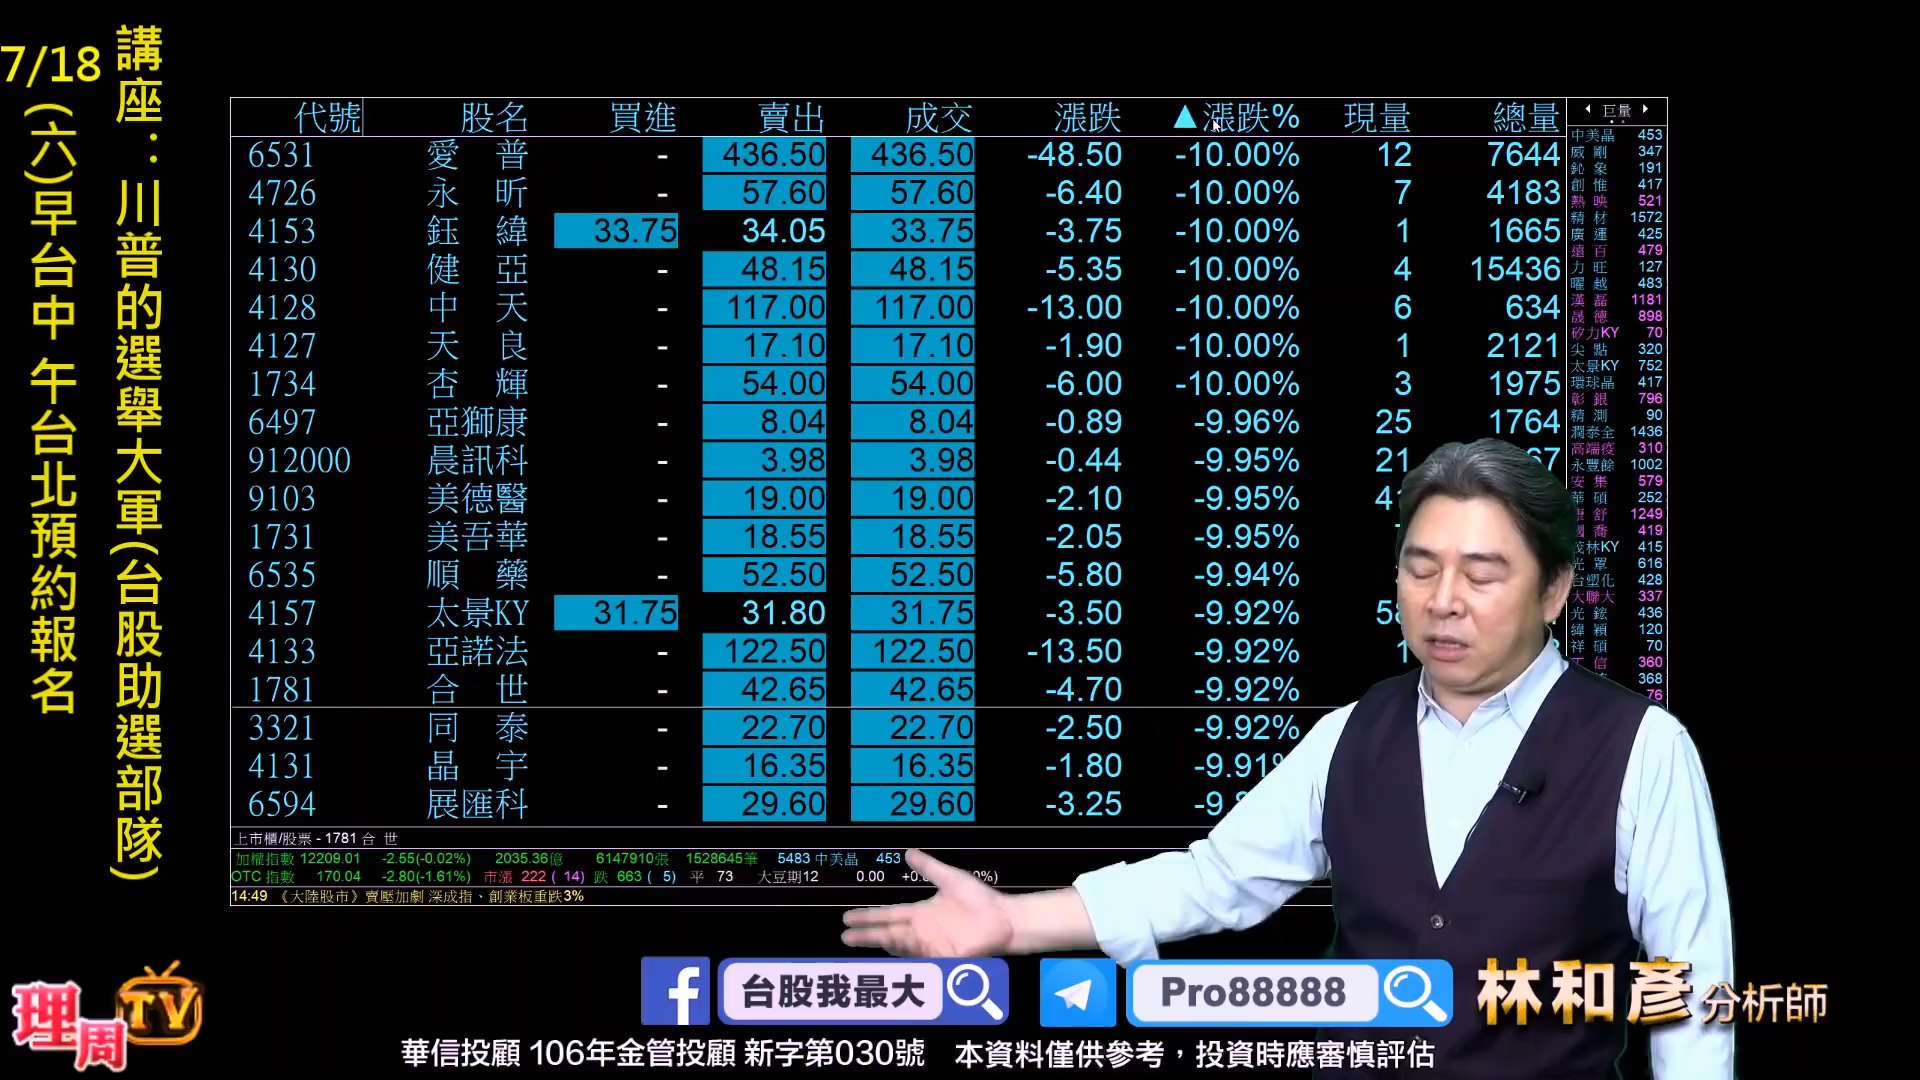 7/18
(六)早台中 午台北預約報名
講座：川普的選舉大軍(台股助選部隊)
代號 股名 買進 賣出 成交 漲跌 ▲漲跌% 現量 總量
6531 愛普 - 436.50 436.50 -48.50 -10.00% 12 7644
4726 永昕 - 57.60 57.60 -6.40 -10.00% 7 4183
4153 鈺緯 33.75 34.05 33.75 -3.75 -10.00% 1 1665
4130 健亞 - 48.15 48.15 -5.35 -10.00% 4 15436
4128 中天 - 117.00 117.00 -13.00 -10.00% 6 634
4127 天良 - 17.10 17.10 -1.90 -10.00% 1 2121
1734 杏輝 - 54.00 54.00 -6.00 -10.00% 3 1975
6497 亞獅康 - 8.04 8.04 -0.89 -9.96% 25 1764
912000 晨訊科 - 3.98 3.98 -0.44 -9.95% 21
9103 美德醫 - 19.00 19.00 -2.10 -9.95%
1731 美吾華 - 18.55 18.55 -2.05 -9.95%
6535 順藥 - 52.50 52.50 -5.80 -9.94%
4157 太景KY 31.75 31.80 31.75 -3.50 -9.92%
4133 亞諾法 - 122.50 122.50 -13.50 -9.92%
1781 合世 - 42.65 42.65 -4.70 -9.92%
3321 同泰 - 22.70 22.70 -2.50 -9.92%
4131 晶宇 - 16.35 16.35 -1.80 -9.91%
6594 展匯科 - 29.60 29.60 -3.25
巨量
中美晶 453
威剛 347
鈊象 191
創惟 417
熱映 521
精材 1572
廣運 425
遠百 479
力旺 127
曜越 483
漢磊 1181
晟德 898
矽力KY 70
尖點 320
太景KY 752
環球晶 417
彰銀 796
精測 90
潤泰全 1436
高端疫 310
永豐餘 1002
安集 579
華碩 252
康舒 1249
國喬 419
茂林KY 415
光罩 616
台塑化 428
大聯大 337
光鋐 436
緯穎 120
祥碩 70
360
368
76
上市櫃/股票 - 1781 合世
加權指數 12209.01 -2.55(-0.02%) 2035.36億 6147910張 1528645筆 5483 中美晶 453
OTC 指數 170.04 -2.80(-1.61%) 市漲 222 ( 14) 跌 663 ( 5) 平 73 大豆期12 0.00
14:49 《大陸股市》賣壓加劇 深成指、創業板重跌3%
f 台股我最大
Pro88888
林和彥 分析師
理周TV
華信投顧 106年金管投顧 新字第030號 本資料僅供參考，投資時應審慎評估